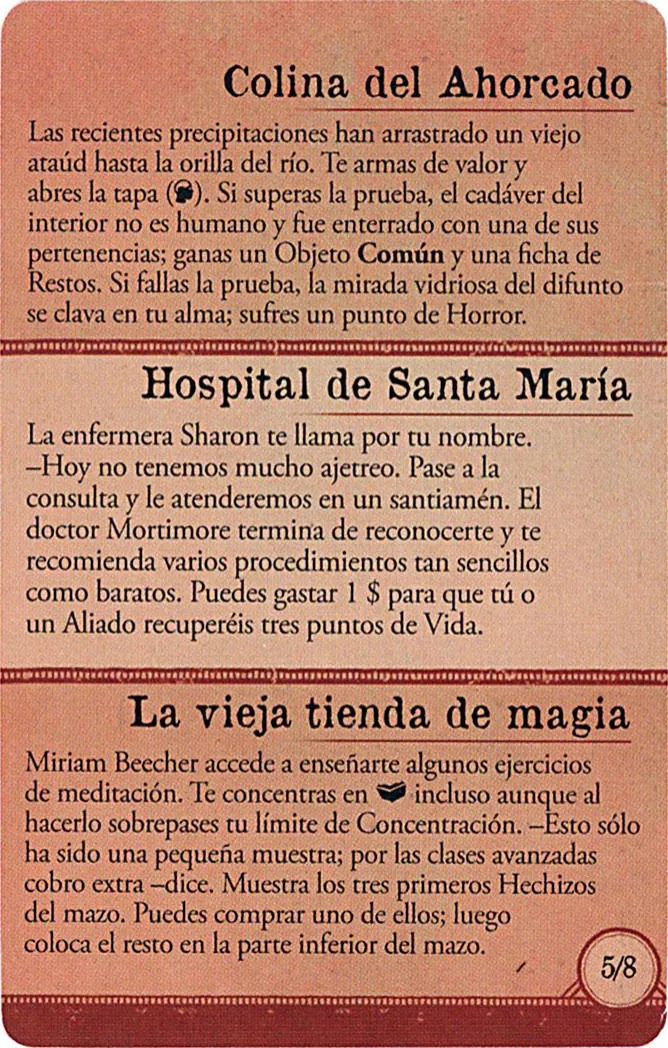 Colina del Ahorcado
Las recientes precipitaciones han arrastrado un viejo
ataúd hasta la orilla del río. Te armas de valor y
abres la tapa (). Si superas la prueba, el cadáver del
interior no es humano y fue enterrado con una de sus
pertenencias; ganas un Objeto Común y una ficha de
Restos. Si fallas la prueba, la mirada vidriosa del difunto
se clava en tu alma; sufres un punto de Horror.
Hospital de Santa María
La enfermera Sharon te llama por tu nombre.
–Hoy no tenemos mucho ajetreo. Pase a la
consulta y le atenderemos en un santiamén. El
doctor Mortimore termina de reconocerte y te
recomienda varios procedimientos tan sencillos
como baratos. Puedes gastar 1 $ para que tú o
un Aliado recuperéis tres puntos de Vida.
La vieja tienda de magia
Miriam Beecher accede a enseñarte algunos ejercicios
de meditación. Te concentras en incluso aunque al
hacerlo sobrepases tu límite de Concentración. –Esto sólo
ha sido una pequeña muestra; por las clases avanzadas
cobro extra –dice. Muestra los tres primeros Hechizos
del mazo. Puedes comprar uno de ellos; luego
coloca el resto en la parte inferior del mazo.
5/8